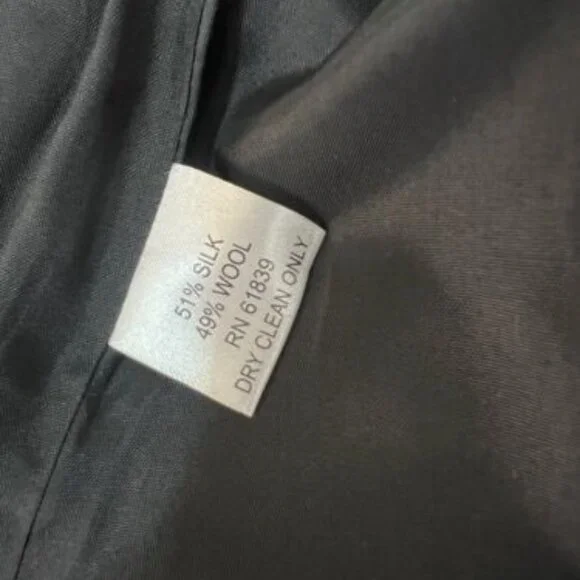 51% SILK
49% WOOL
RN 61839
DRY CLEAN ONLY